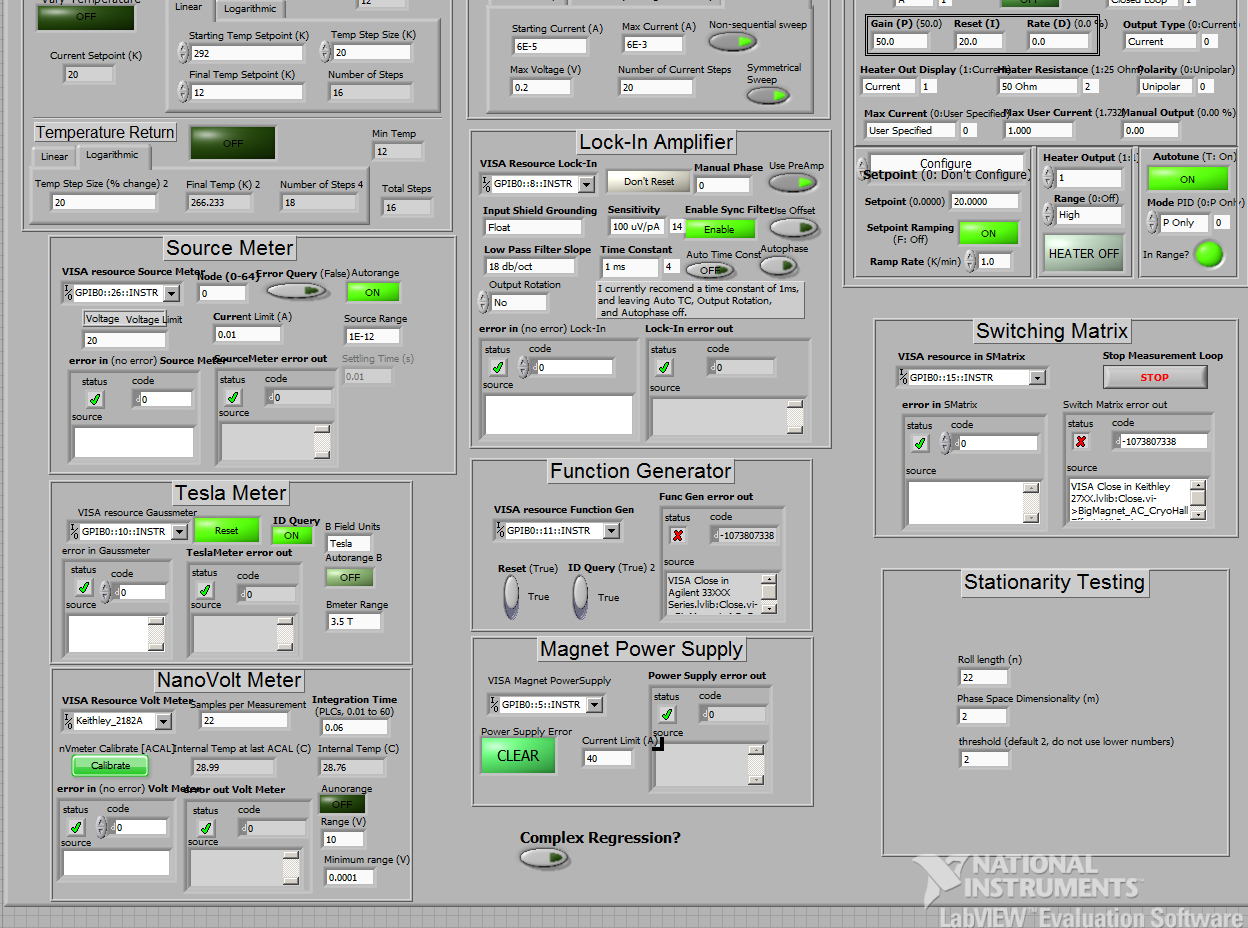 Vary Temperature
OFF
Current Setpoint (K)
20
Linear
Logarithmic
12
Starting Temp Setpoint (K)
292
Temp Step Size (K)
20
Final Temp Setpoint (K)
12
Number of Steps
16
Temperature Return
OFF
Min Temp
12
Linear
Logarithmic
Temp Step Size (% change) 2
20
Final Temp (K) 2
266.233
Number of Steps 4
18
Total Steps
16
Starting Current (A)
6E-5
Max Current (A)
6E-3
Non-sequential sweep
Max Voltage (V)
0.2
Number of Current Steps
20
Symmetrical
Sweep
A
1
OFF
Closed Loop
1
Gain (P) (50.0)
50.0
Reset (I)
20.0
Rate (D) (0.0 %)
0.0
Output Type (0:Current
Current
0
Heater Out Display (1:Curre
Current
1
Heater Resistance (1:25 Ohm
50 Ohm
2
Polarity (0:Unipolar)
Unipolar
0
Max Current (0:User Specified)
User Specified
0
Max User Current (1.732)
1.000
Manual Output (0.00 %)
0.00
Configure
Setpoint (0: Don't Configure)
Setpoint (0.0000)
20.0000
Setpoint Ramping
(F: Off)
ON
Ramp Rate (K/min)
1.0
Heater Output (1:
1
Range (0:Off)
High
HEATER OFF
Autotune (T: On)
ON
Mode PID (0:P Only)
P Only
0
In Range?
Source Meter
VISA resource Source Meter
GPIB0::26::INSTR
Node (0-64)
0
Error Query (False)
Autorange
ON
Voltage
Voltage Limit
20
Current Limit (A)
0.01
Source Range
1E-12
error in (no error) Source Meter
status
code
0
source
SourceMeter error out
status
code
0
source
Settling Time (s)
0.01
Lock-In Amplifier
VISA Resource Lock-In
GPIB0::8::INSTR
Don't Reset
Manual Phase
0
Use PreAmp
Input Shield Grounding
Float
Sensitivity
100 uV/pA
14
Enable Sync Filter
Enable
Use Offset
Low Pass Filter Slope
18 db/oct
Time Constant
1 ms
4
Auto Time Const
OFF
Autophase
Output Rotation
No
I currently recomend a time constant of 1ms,
and leaving Auto TC, Output Rotation,
and Autophase off.
error in (no error) Lock-In
status
code
0
source
Lock-In error out
status
code
0
source
Switching Matrix
VISA resource in SMatrix
GPIB0::15::INSTR
Stop Measurement Loop
STOP
error in SMatrix
status
code
0
source
Switch Matrix error out
status
code
-1073807338
source
VISA Close in Keithley
27XX.lvlib:Close.vi-
>BigMagnet_AC_CryoHall
Tesla Meter
VISA resource Gaussmeter
GPIB0::10::INSTR
Reset
ID Query
ON
B Field Units
Tesla
Autorange B
OFF
Bmeter Range
3.5 T
error in Gaussmeter
status
code
0
source
TeslaMeter error out
status
code
0
source
Function Generator
VISA resource Function Gen
GPIB0::11::INSTR
Reset (True)
True
ID Query (True) 2
True
Func Gen error out
status
code
-1073807338
source
VISA Close in
Agilent 33XXX
Series.lvlib:Close.vi-
Stationarity Testing
Roll length (n)
22
Phase Space Dimensionality (m)
2
threshold (default 2, do not use lower numbers)
2
NanoVolt Meter
VISA Resource Volt Meter
Keithley_2182A
Samples per Measurement
22
Integration Time
(PLCs, 0.01 to 60)
0.06
nVmeter Calibrate [ACAL]
Calibrate
Internal Temp at last ACAL (C)
28.99
Internal Temp (C)
28.76
error in (no error) Volt Meter
status
code
0
source
error out Volt Meter
status
code
0
source
Aunorange
OFF
Range (V)
10
Minimum range (V)
0.0001
Magnet Power Supply
VISA Magnet PowerSupply
GPIB0::5::INSTR
Power Supply Error
CLEAR
Current Limit (A)
40
Power Supply error out
status
code
0
source
Complex Regression?
NATIONAL
INSTRUMENTS
LabVIEW™ Evaluation Software